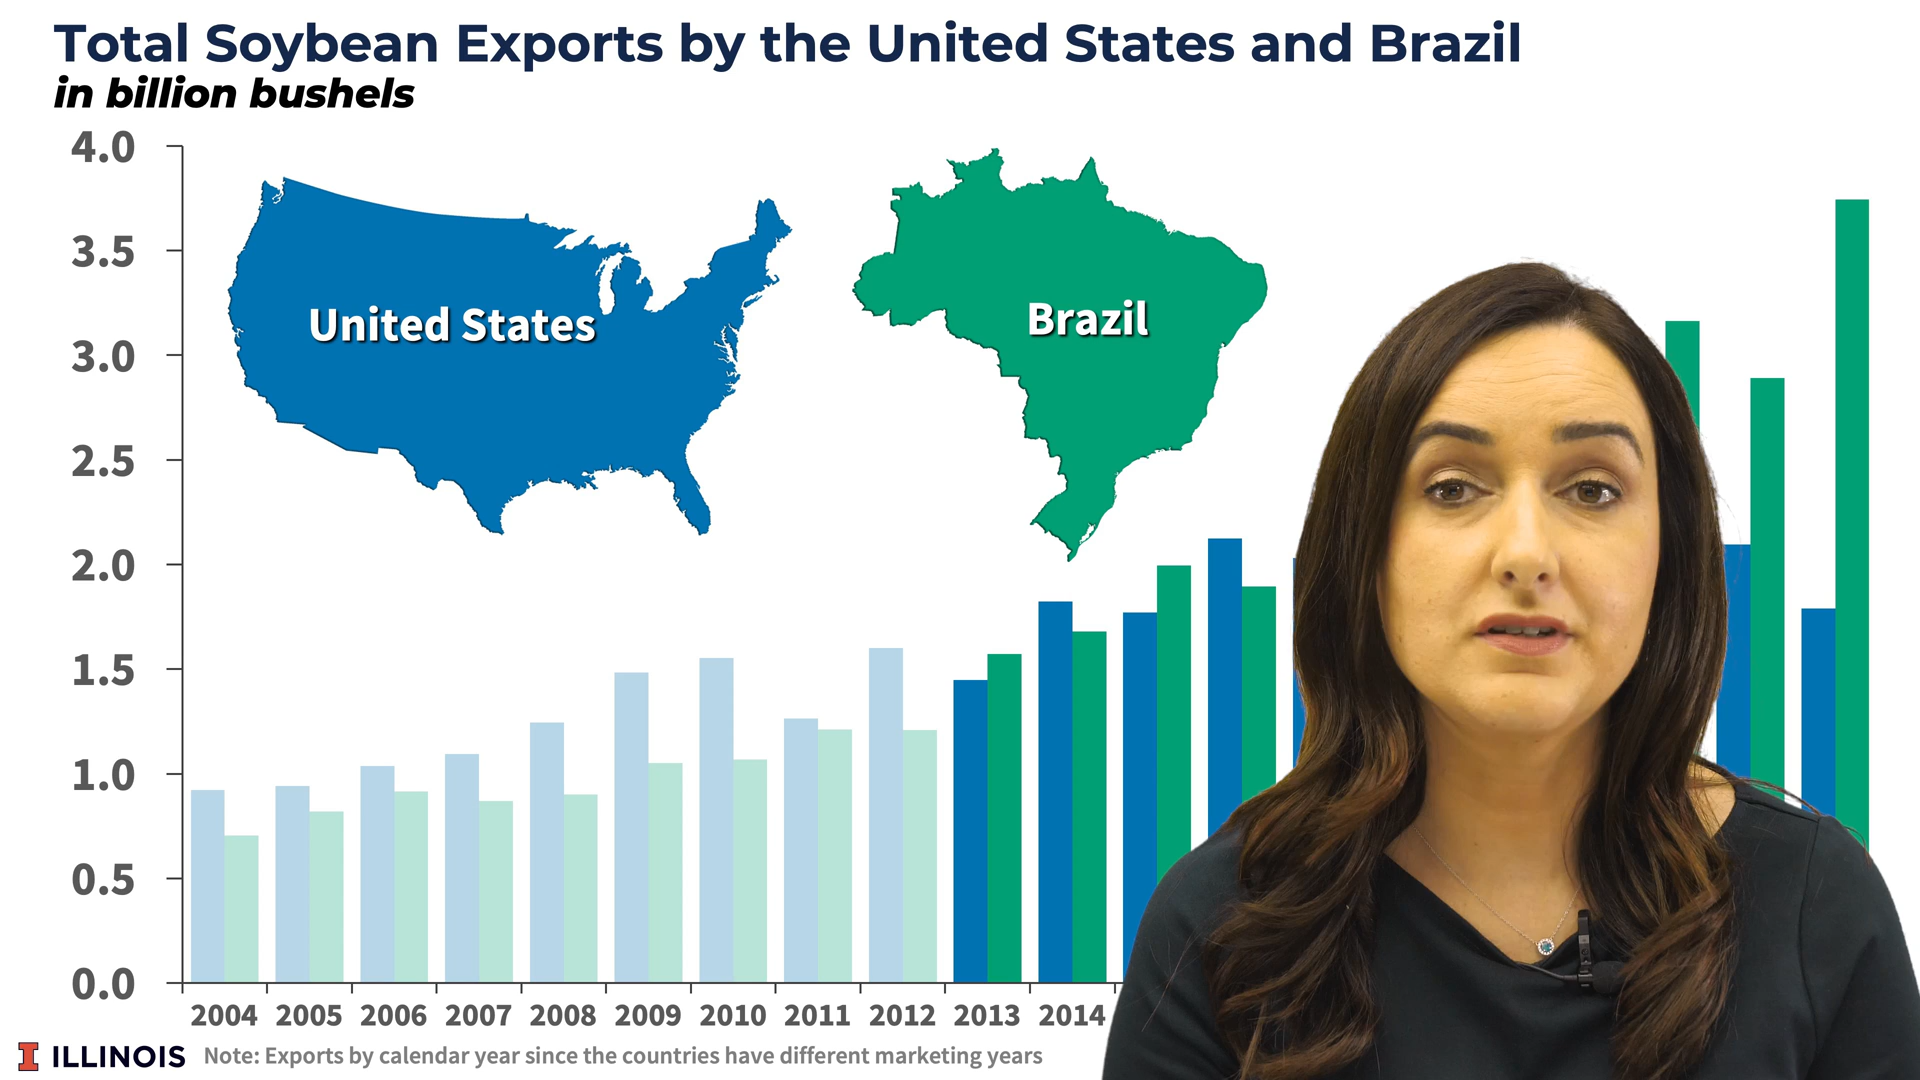 Total Soybean Exports by the United States and Brazil
in billion bushels
4.0
3.5
3.0
2.5
2.0
1.5
1.0
0.5
0.0
United States
Brazil
2004 2005 2006 2007 2008 2009 2010 2011 2012 2013 2014
I ILLINOIS Note: Exports by calendar year since the countries have different marketing years